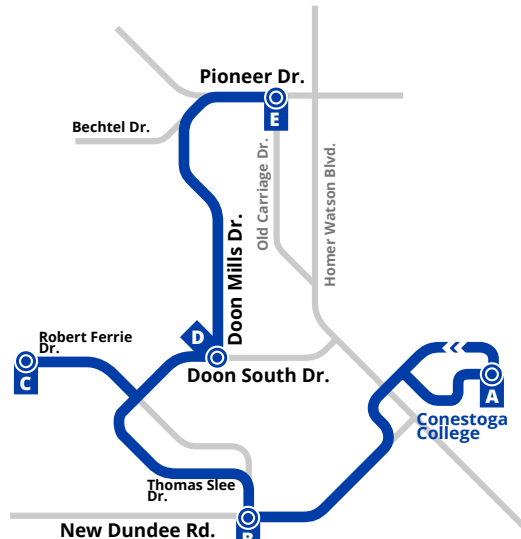 Pioneer Dr.
E
Bechtel Dr.
Old Carriage Dr.
Homer Watson Blvd.
Doon Mills Dr.
D
Robert Ferrie
Dr.
C
Doon South Dr.
A
Conestoga
College
Thomas Slee
Dr.
New Dundee Rd.
B